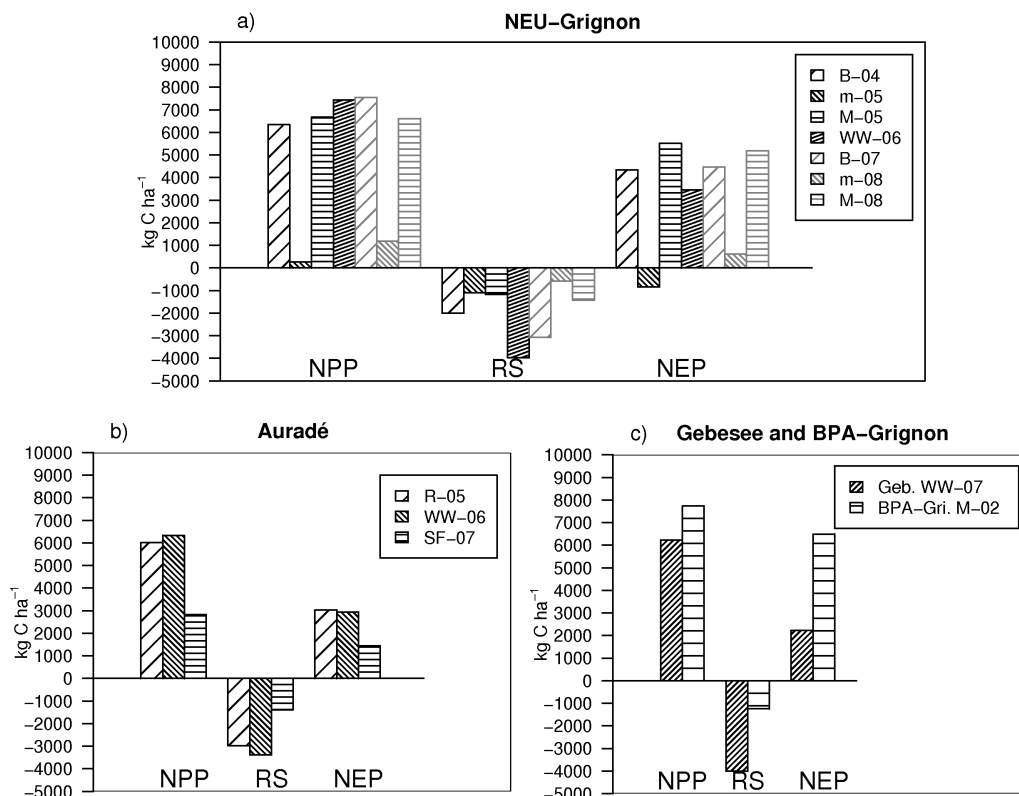 a) NEU−Grignon
10000
9000
8000
7000
6000
5000
4000
3000
2000
1000
0
−1000
−2000
−3000
−4000
−5000
kg C ha⁻¹
B−04
m−05
M−05
WW−06
B−07
m−08
M−08
NPP RS NEP
b) Auradé
10000
9000
8000
7000
6000
5000
4000
3000
2000
1000
0
−1000
−2000
−3000
−4000
−5000
kg C ha⁻¹
R−05
WW−06
SF−07
NPP RS NEP
c) Gebesee and BPA−Grignon
10000
9000
8000
7000
6000
5000
4000
3000
2000
1000
0
−1000
−2000
−3000
−4000
−5000
kg C ha⁻¹
Geb. WW−07
BPA−Gri. M−02
NPP RS NEP